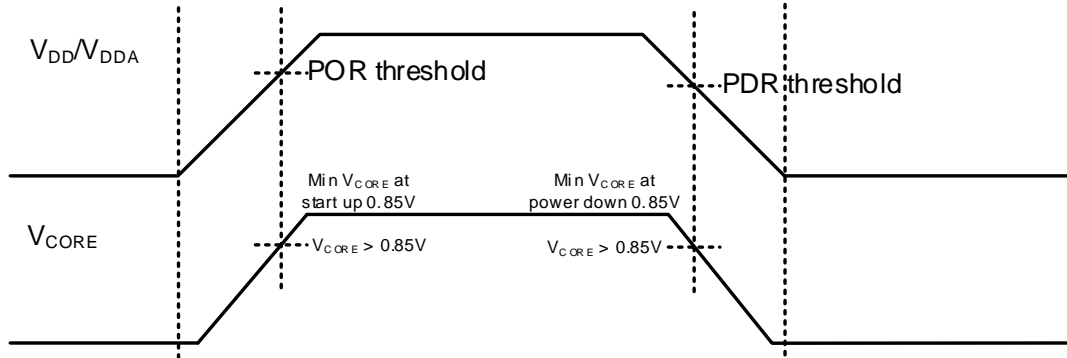 VDD/VDDA
POR threshold
PDR threshold
Min VCORE at
start up 0.85V
Min VCORE at
power down 0.85V
VCORE
VCORE > 0.85V
VCORE > 0.85V